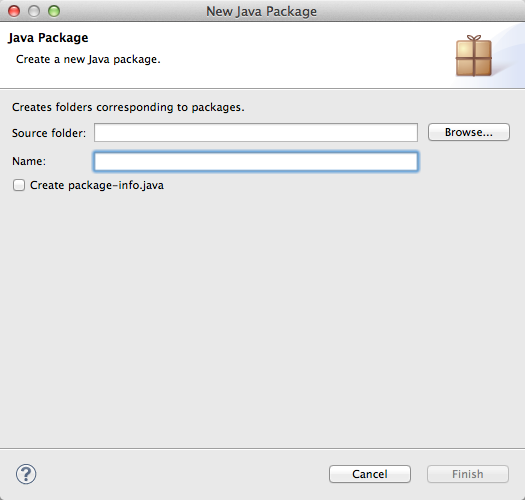 New Java Package
Java Package
Create a new Java package.
Creates folders corresponding to packages.
Source folder:
Browse...
Name:
Create package-info.java
?
Cancel
Finish